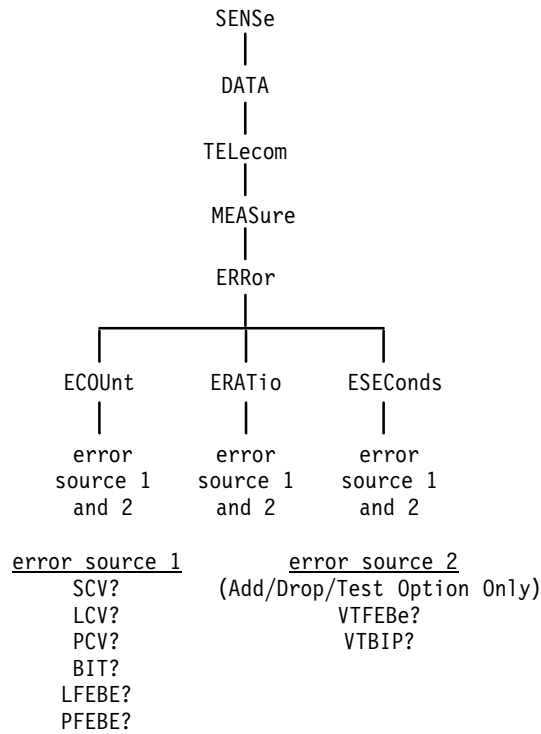 SENSe
DATA
TELecom
MEASure
ERRor
ECOUnt ERATio ESEConds
error error error
source 1 source 1 source 1
and 2 and 2 and 2
error source 1 error source 2
SCV? (Add/Drop/Test Option Only)
LCV? VTFEBe?
PCV? VTBIP?
BIT?
LFEBE?
PFEBE?